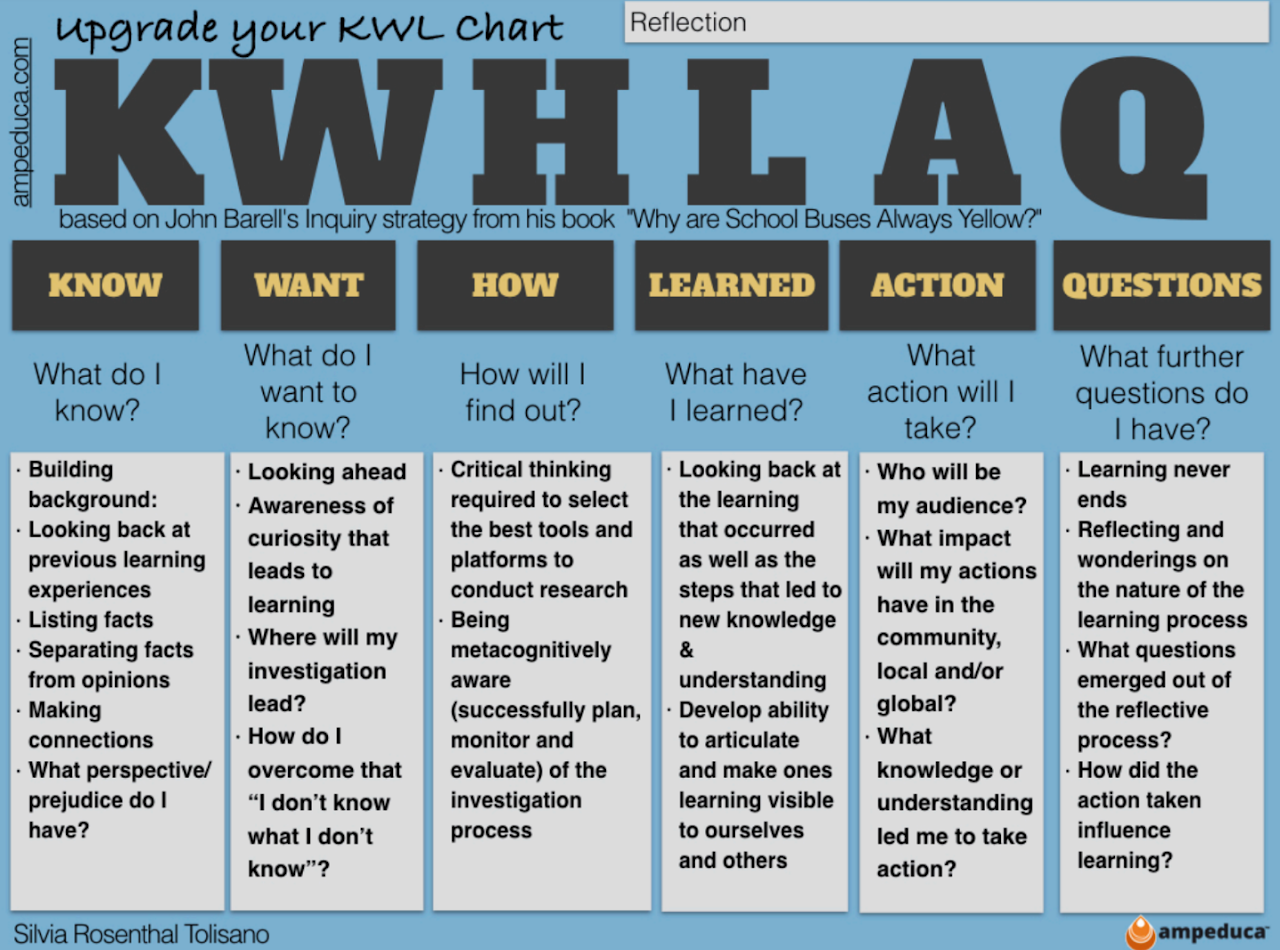 Upgrade your KWL Chart
Reflection
ampeduca.com
KWHLAQ
based on John Barell's Inquiry strategy from his book "Why are School Buses Always Yellow?"
KNOW
WANT
HOW
LEARNED
ACTION
QUESTIONS
What do I
know?
What do I
want to
know?
How will I
find out?
What have
I learned?
What
action will I
take?
What further
questions do
I have?
· Building
background:
· Looking back at
previous learning
experiences
· Listing facts
· Separating facts
from opinions
· Making
connections
· What perspective/
prejudice do I
have?
· Looking ahead
· Awareness of
curiosity that
leads to
learning
· Where will my
investigation
lead?
· How do I
overcome that
“I don’t know
what I don’t
know”?
· Critical thinking
required to select
the best tools and
platforms to
conduct research
· Being
metacognitively
aware
(successfully plan,
monitor and
evaluate) of the
investigation
process
· Looking back at
the learning
that occurred
as well as the
steps that led to
new knowledge
&
understanding
· Develop ability
to articulate
and make ones
learning visible
to ourselves
and others
· Who will be
my audience?
· What impact
will my actions
have in the
community,
local and/or
global?
· What
knowledge or
understanding
led me to take
action?
· Learning never
ends
· Reflecting and
wonderings on
the nature of the
learning process
· What questions
emerged out of
the reflective
process?
· How did the
action taken
influence
learning?
Silvia Rosenthal Tolisano
ampeduca